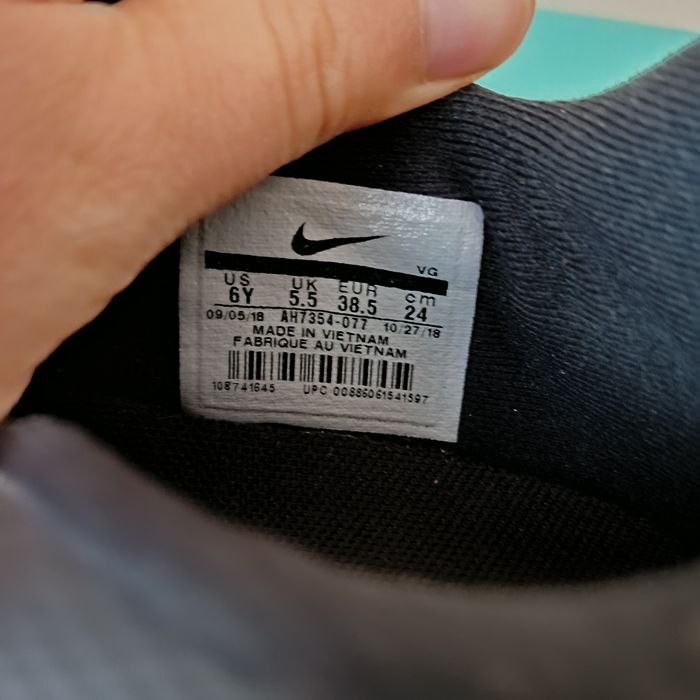 VG
US UK EUR cm
6Y 5.5 38.5 24
09/05/18 AH7354-077 10/27/18
MADE IN VIETNAM
FABRIQUE AU VIETNAM
108741645 UPC 00886061541597